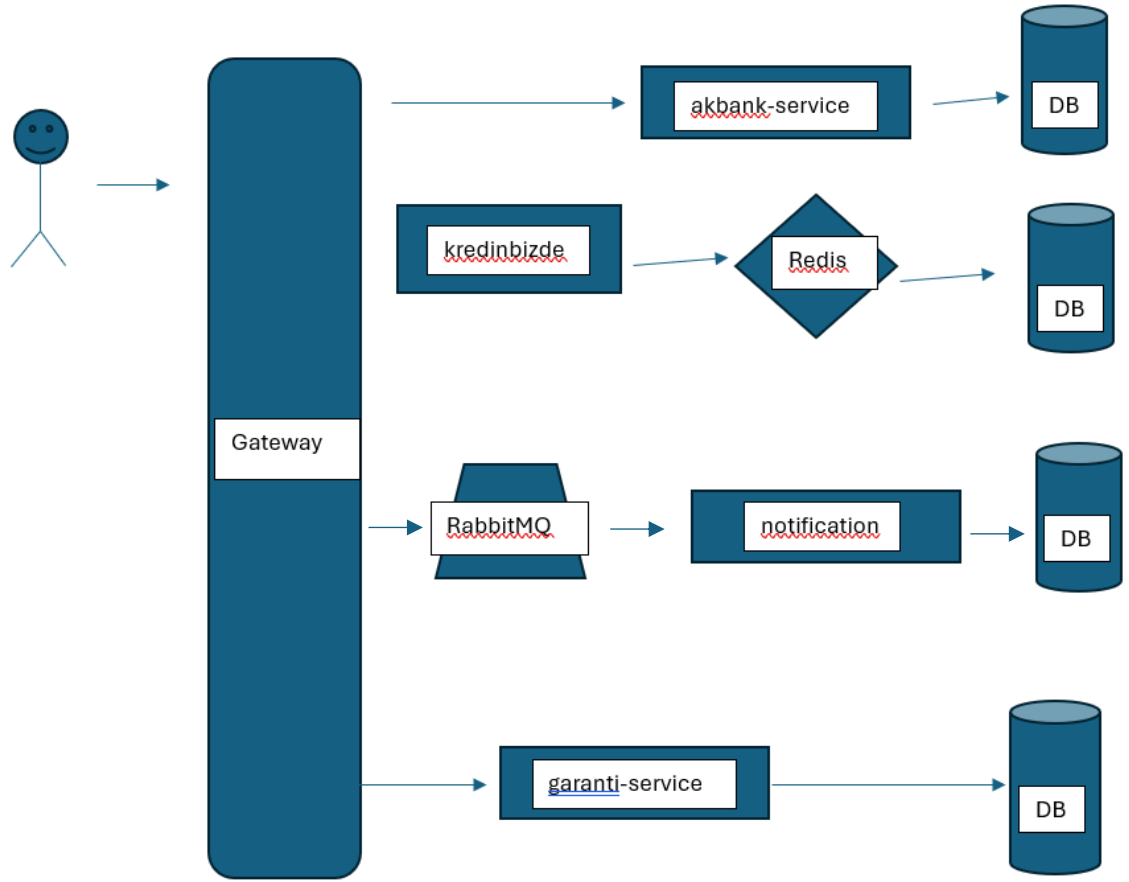 akbank-service
DB
kredinbizde
Redis
DB
Gateway
RabbitMQ
notification
DB
garanti-service
DB